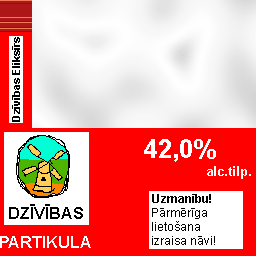 Dzīvības Eliksīrs
42,0%
alc.tilp.
DZĪVĪBAS
PARTIKULA
Uzmanību!
Pārmērīga
lietošana
izraisa nāvi!